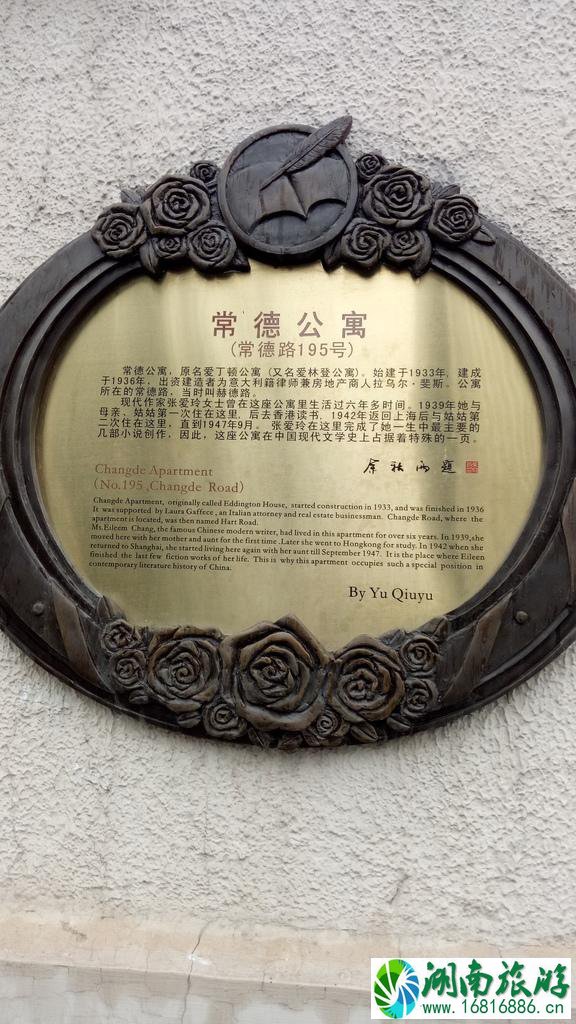 常德公寓
(常德路195号)
常德公寓，原名爱丁顿公寓（又名爱林登公寓）。始建于1933年，建成
于1936年，出资建造者为意大利籍律师兼房地产商人拉乌尔·斐斯。公寓
所在的常德路，当时叫赫德路。
现代作家张爱玲女士曾在这座公寓里生活过六年多时间。1939年她与
母亲、姑姑第一次住在这里，后去香港读书，1942年返回上海后与姑姑第
二次住在这里，直到1947年9月。张爱玲在这里完成了她一生中最主要的
几部小说创作，因此，这座公寓在中国现代文学史上占据着特殊的一页。
余秋雨题
Changde Apartment
(No.195 ,Changde Road)
Changde Apartment, originally called Eddington House, started construction in 1933, and was finished in 1936
It was supported by Laura Gaffece , an Italian attorney and real estate businessman. Changde Road, where the
apartment is located, was then named Hart Road.
Ms.Eileem Chang, the famous Chinese modern writer, had lived in this apartment for over six years. In 1939,she
moved here with her mother and aunt for the first time .Later she went to Hongkong for study. In 1942 when she
returned to Shanghai, she started living here again with her aunt till September 1947. It is the place where Eileen
finished the last few fiction works of her life. This is why this apartment occupies such a special position in
contemporary literature history of China.
By Yu Qiuyu
湖南旅游
www.16816886.cn